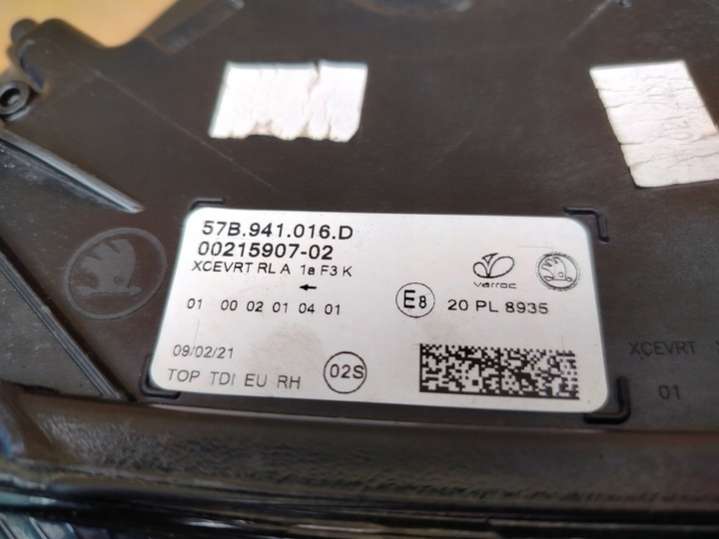 57B.941.016.D
00215907-02
XCEVRT RL A 1a F3 K
←
01 00 02 01 04 01
09/02/21
TOP TDI EU RH
02S
varroc
E8
20 PL 8935
XCEVRT
01